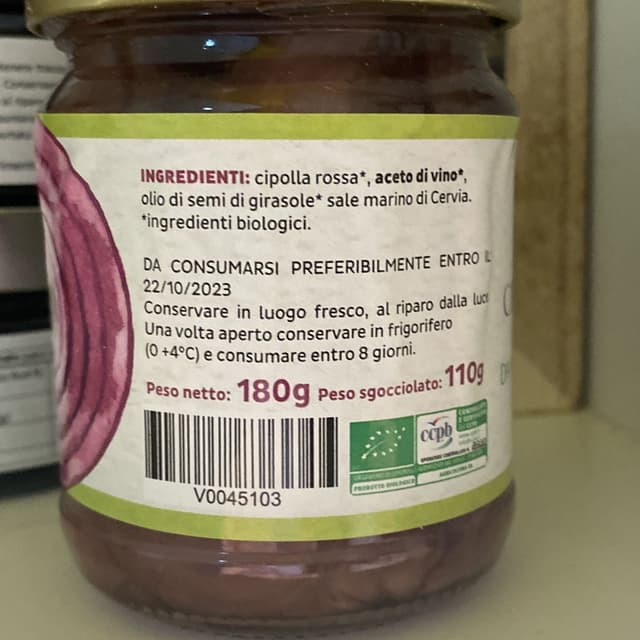 INGREDIENTI: cipolla rossa*, aceto di vino*,
olio di semi di girasole* sale marino di Cervia.
*ingredienti biologici.
DA CONSUMARSI PREFERIBILMENTE ENTRO IL
22/10/2023
Conservare in luogo fresco, al riparo dalla luce
Una volta aperto conservare in frigorifero
(0 +4°C) e consumare entro 8 giorni.
Peso netto: 180g Peso sgocciolato: 110g
ccpb
PRODOTTO BIOLOGICO
V0045103